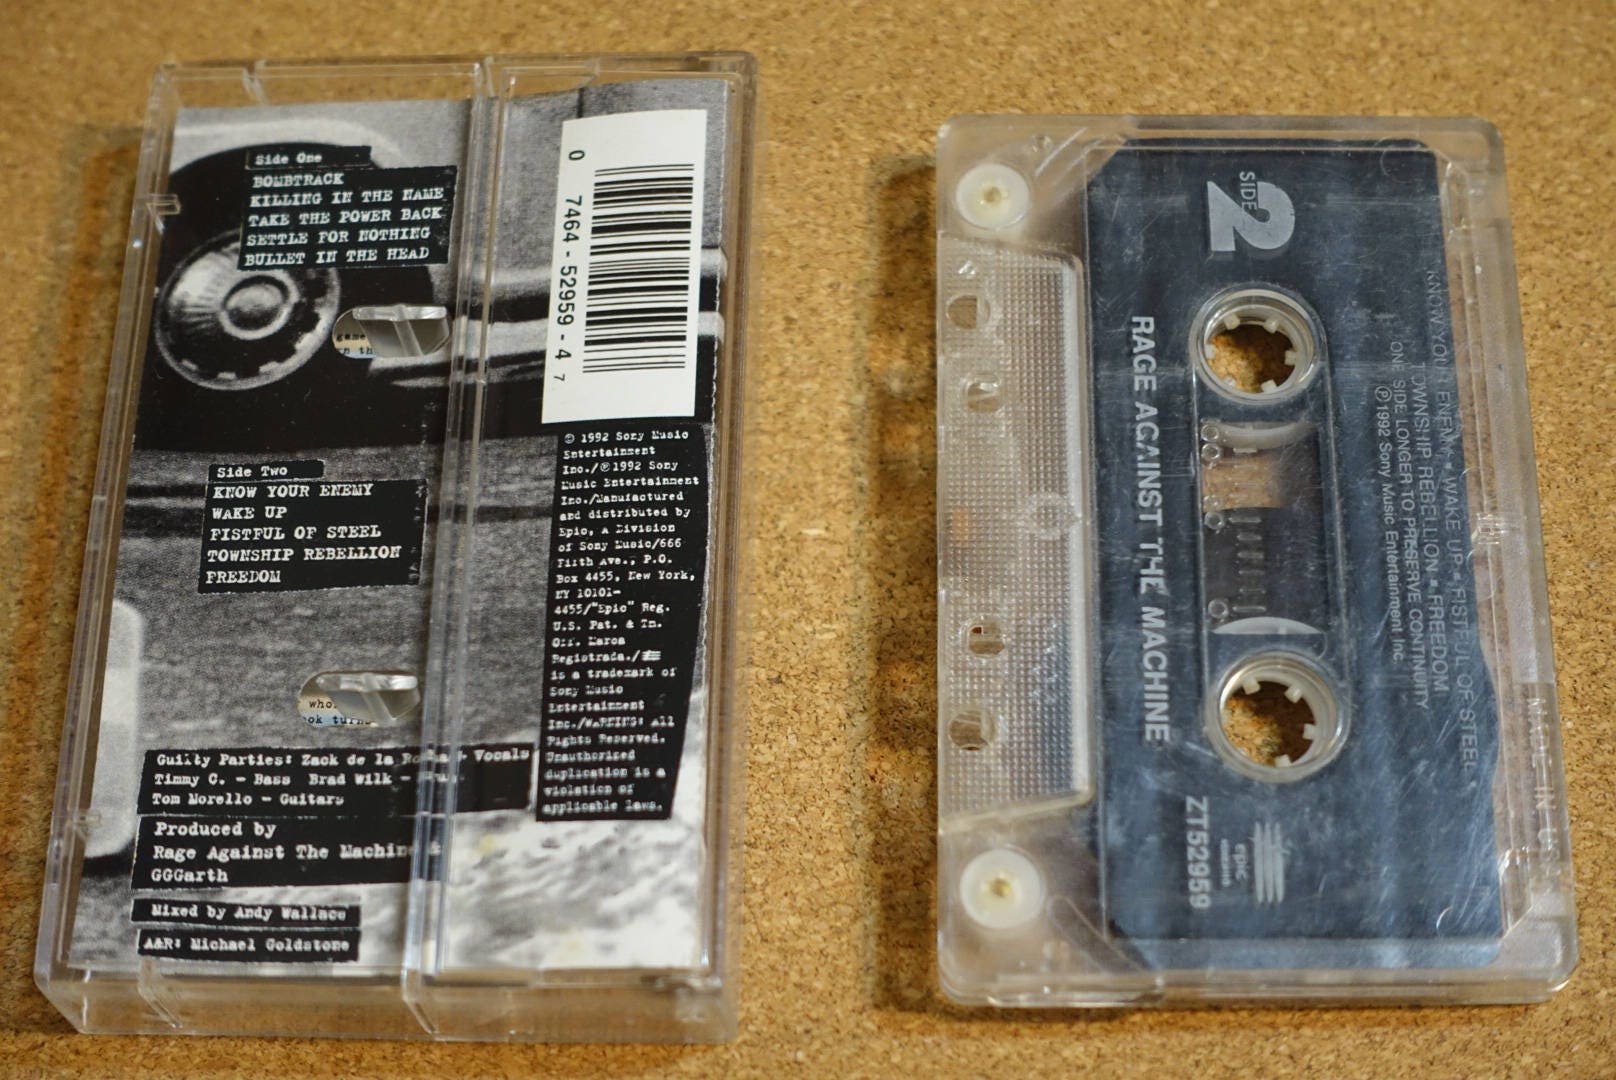 Side One
BOMBTRACK
KILLING IN THE NAME
TAKE THE POWER BACK
SETTLE FOR NOTHING
BULLET IN THE HEAD
game
Side Two
KNOW YOUR ENEMY
WAKE UP
FISTFUL OF STEEL
TOWNSHIP REBELLION
FREEDOM
Guilty Parties: Zack de la Rocha - Vocals
Timmy C. - Bass Brad Wilk -
Tom Morello - Guitars
Produced by
Rage Against The Machine &
GGGarth
Mixed by Andy Wallace
A&R: Michael Goldstone
0 7464-52959-4 7
© 1992 Sony Music
Entertainment
Inc./℗ 1992 Sony
Music Entertainment
Inc./Manufactured
and distributed by
Epic, A Division
of Sony Music/666
Fifth Ave., P.O.
Box 4455, New York,
NY 10101-
4455/"Epic" Reg.
U.S. Pat. & Tm.
Off. Marca
Registrada./
is a trademark of
Sony Music
Entertainment
Inc./WARNING: All
Rights Reserved.
Unauthorized
duplication is a
violation of
applicable laws.
SIDE 2
KNOW YOUR ENEMY • WAKE UP • FISTFUL OF STEEL
TOWNSHIP REBELLION • FREEDOM
ONE SIDE LONGER TO PRESERVE CONTINUITY
℗ 1992 Sony Music Entertainment Inc.
RAGE AGAINST THE MACHINE
epic
ZT 52959
MADE IN